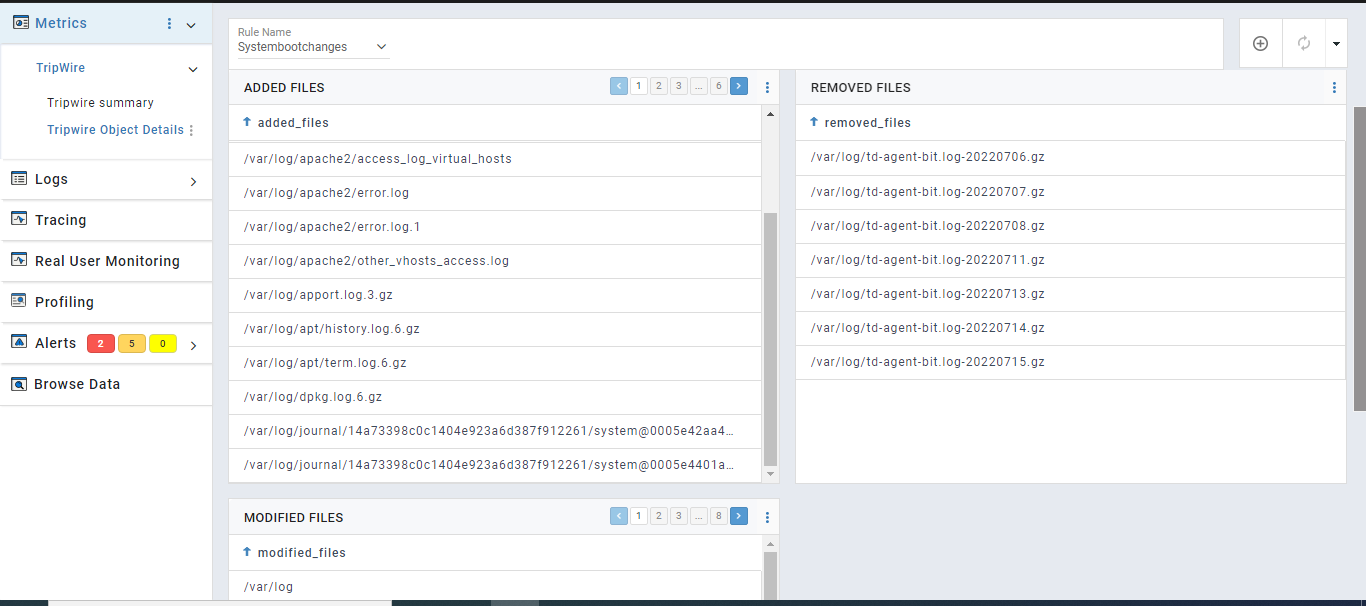 Metrics
TripWire
Tripwire summary
Tripwire Object Details
Logs
Tracing
Real User Monitoring
Profiling
Alerts 2 5 0
Browse Data
Rule Name
Systembootchanges
ADDED FILES
1 2 3 ... 6
added_files
/var/log/apache2/access_log_virtual_hosts
/var/log/apache2/error.log
/var/log/apache2/error.log.1
/var/log/apache2/other_vhosts_access.log
/var/log/apport.log.3.gz
/var/log/apt/history.log.6.gz
/var/log/apt/term.log.6.gz
/var/log/dpkg.log.6.gz
/var/log/journal/14a73398c0c1404e923a6d387f912261/system@0005e42aa4...
/var/log/journal/14a73398c0c1404e923a6d387f912261/system@0005e4401a...
REMOVED FILES
removed_files
/var/log/td-agent-bit.log-20220706.gz
/var/log/td-agent-bit.log-20220707.gz
/var/log/td-agent-bit.log-20220708.gz
/var/log/td-agent-bit.log-20220711.gz
/var/log/td-agent-bit.log-20220713.gz
/var/log/td-agent-bit.log-20220714.gz
/var/log/td-agent-bit.log-20220715.gz
MODIFIED FILES
1 2 3 ... 8
modified_files
/var/log